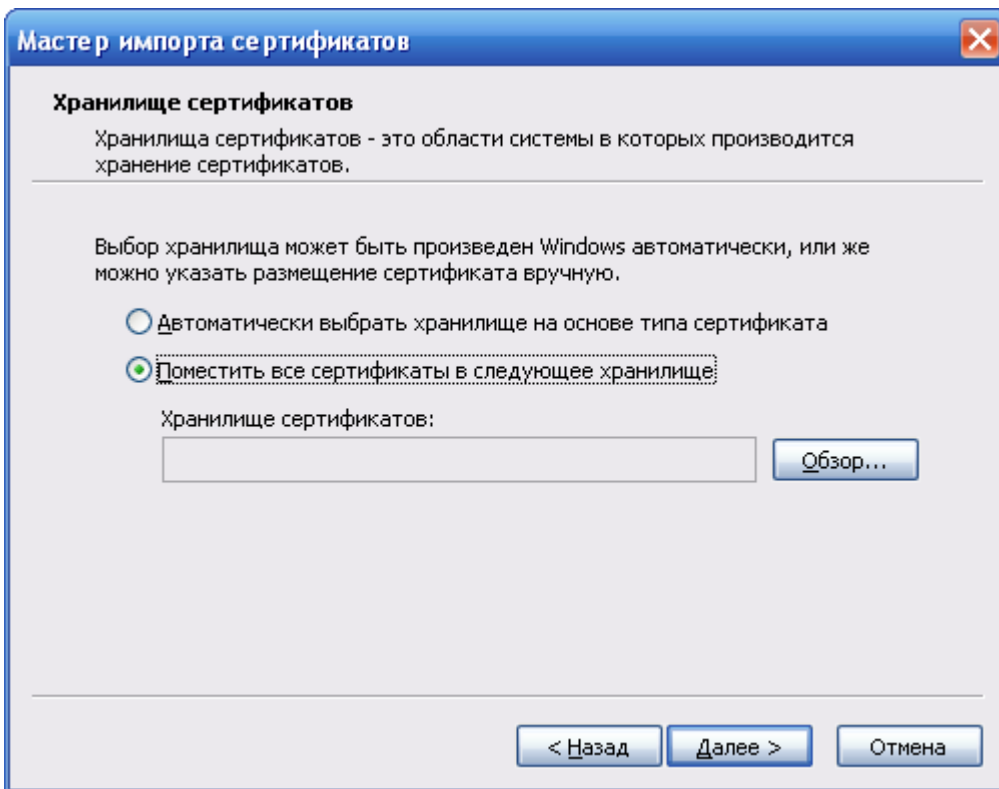 Мастер импорта сертификатов
Хранилище сертификатов
Хранилища сертификатов - это области системы в которых производится
хранение сертификатов.
Выбор хранилища может быть произведен Windows автоматически, или же
можно указать размещение сертификата вручную.
Автоматически выбрать хранилище на основе типа сертификата
Поместить все сертификаты в следующее хранилище
Хранилище сертификатов:
Обзор...
< Назад Далее > Отмена